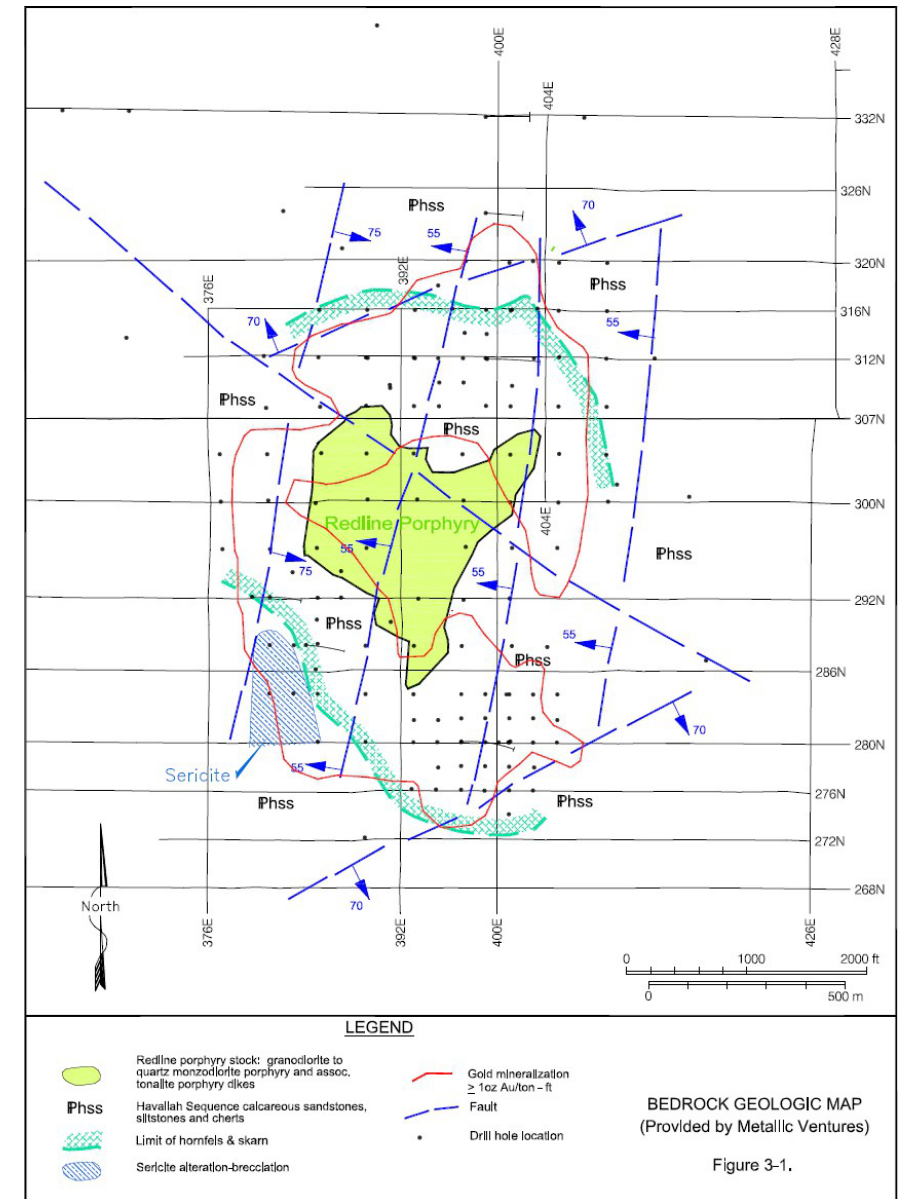 400E
428E
404E
332N
326N
70
Phss
75
55
320N
392E
376E
Phss
316N
70
55
312N
Phss
307N
Phss
300N
Redline Porphyry
404E
55
Phss
75
55
292N
Phss
55
Phss
286N
70
280N
Sericite
55
276N
Phss
Phss
272N
70
268N
North
376E
392E
400E
426E
0 1000 2000 ft
0 500 m
LEGEND
Redline porphyry stock: granodiorite to
quartz monzodiorite porphyry and assoc.
tonalite porphyry dikes
Phss
Havallah Sequence calcareous sandstones,
siltstones and cherts
Limit of hornfels & skarn
Sericite alteration-brecciation
Gold mineralization
≥ 1oz Au/ton - ft
Fault
Drill hole location
BEDROCK GEOLOGIC MAP
(Provided by Metallic Ventures)
Figure 3-1.